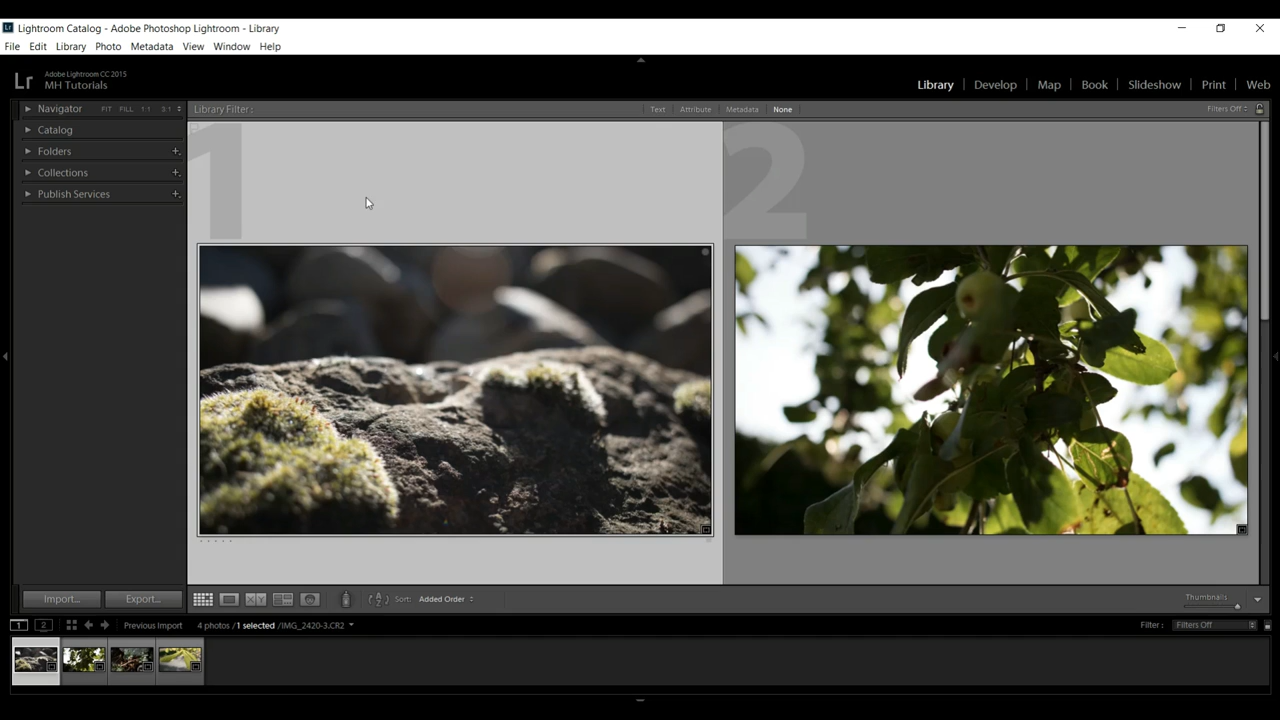 Lr Lightroom Catalog - Adobe Photoshop Lightroom - Library
File Edit Library Photo Metadata View Window Help
Lr Adobe Lightroom CC 2015
MH Tutorials
Library | Develop | Map | Book | Slideshow | Print | Web
Navigator FIT FILL 1:1 3:1
Library Filter: Text Attribute Metadata None Filters Off
Catalog
Folders
Collections
Publish Services
1 2
Import... Export... XY Sort: Added Order Thumbnails
1 2 Previous Import 4 photos / 1 selected / IMG_2420-3.CR2 Filter: Filters Off